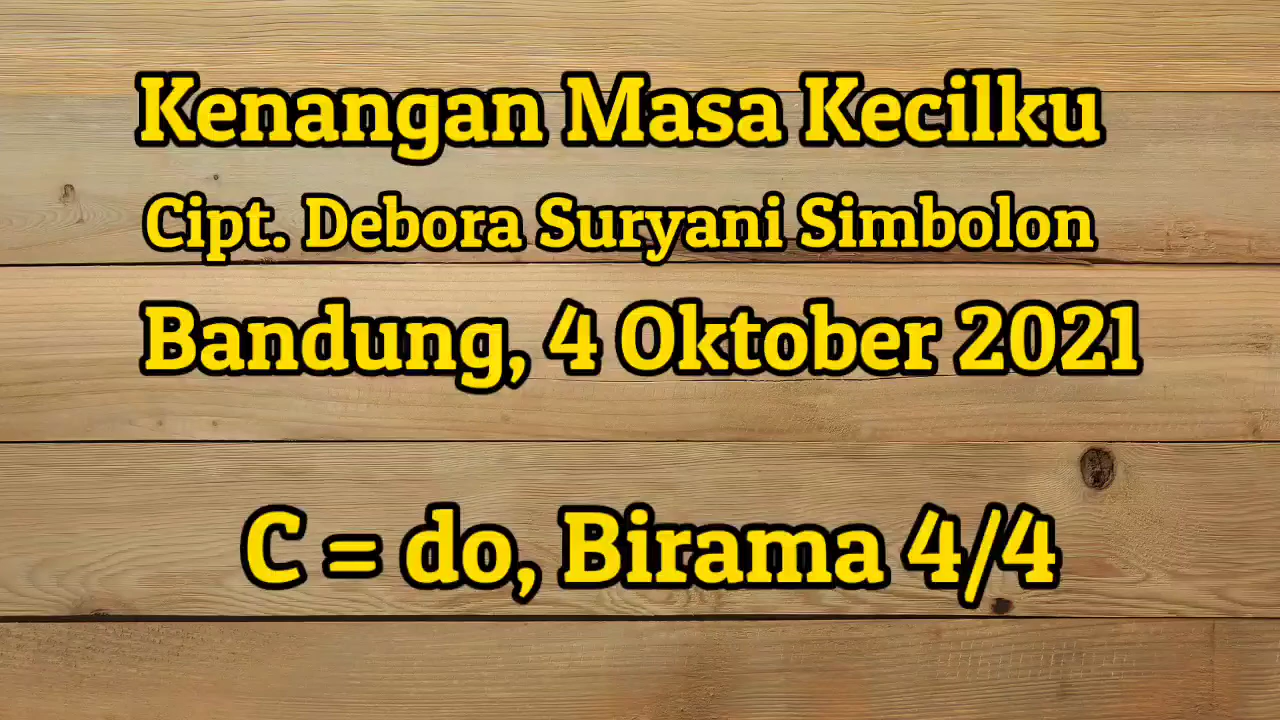 Kenangan Masa Kecilku
Cipt. Debora Suryani Simbolon
Bandung, 4 Oktober 2021
C = do, Birama 4/4